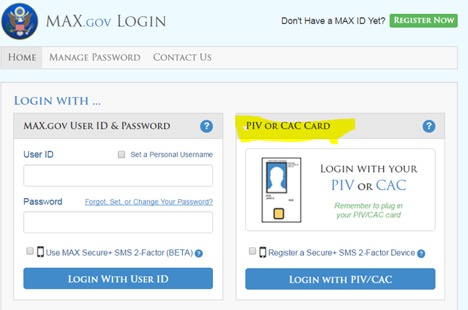 MAX.gov Login
Don't Have a MAX ID Yet? Register Now
Home Manage Password Contact Us
Login with ...
MAX.gov User ID & Password ?
User ID Set a Personal Username
Password Forgot, Set, or Change Your Password?
Use MAX Secure+ SMS 2-Factor (BETA) ?
Login With User ID
PIV or CAC Card ?
Login with your
PIV or CAC
Remember to plug in
your PIV/CAC card
Register a Secure+ SMS 2-Factor Device ?
Login with PIV/CAC